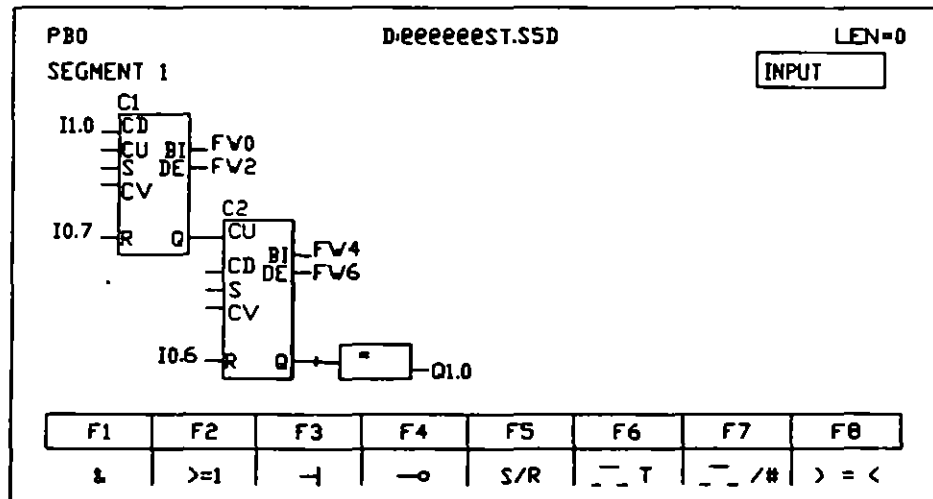 PB0 D:@@@@@@ST.S5D LEN=0
SEGMENT 1 INPUT
C1
I1.0 CD
CU BI FW0
S DE FW2
CV
I0.7 R Q
C2
CU
BI FW4
CD DE FW6
S
CV
I0.6 R Q = Q1.0
F1 F2 F3 F4 F5 F6 F7 F8
& >=1 S/R T /# > = <